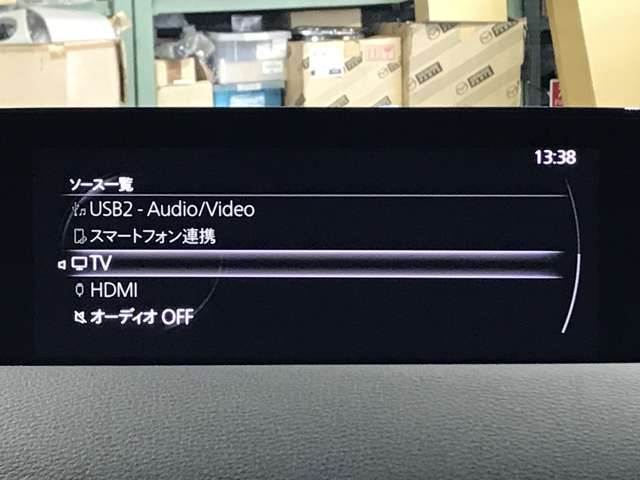 13:38
ソース一覧
USB2 - Audio/Video
スマートフォン連携
TV
HDMI
オーディオ OFF